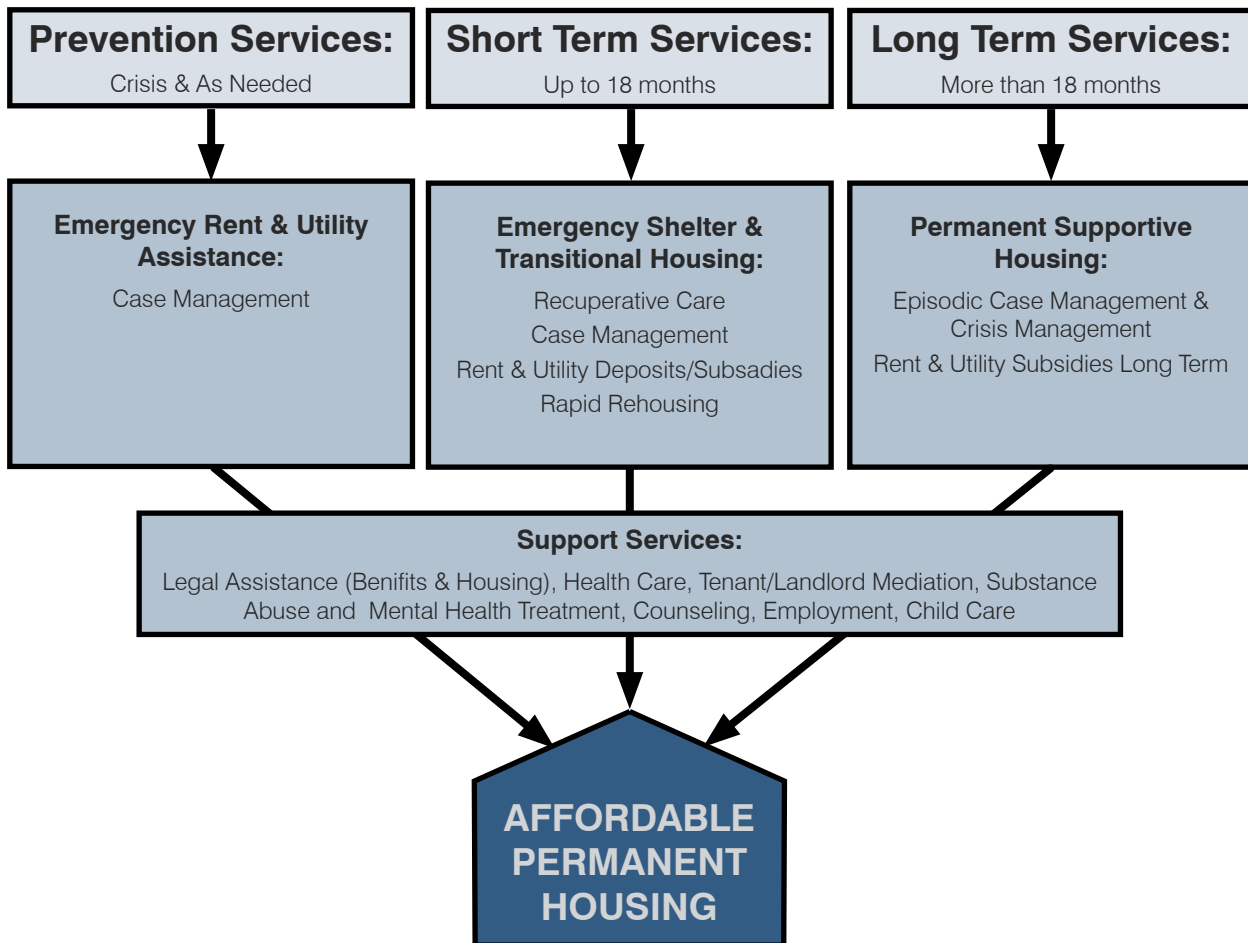 Prevention Services:
Crisis & As Needed
Short Term Services:
Up to 18 months
Long Term Services:
More than 18 months
Emergency Rent & Utility
Assistance:
Case Management
Emergency Shelter &
Transitional Housing:
Recuperative Care
Case Management
Rent & Utility Deposits/Subsadies
Rapid Rehousing
Permanent Supportive
Housing:
Episodic Case Management &
Crisis Management
Rent & Utility Subsidies Long Term
Support Services:
Legal Assistance (Benifits & Housing), Health Care, Tenant/Landlord Mediation, Substance
Abuse and  Mental Health Treatment, Counseling, Employment, Child Care
AFFORDABLE
PERMANENT
HOUSING